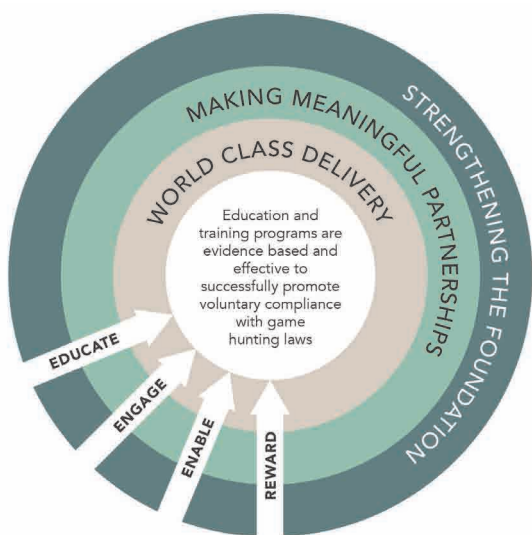 STRENGTHENING THE FOUNDATION
MAKING MEANINGFUL PARTNERSHIPS
WORLD CLASS DELIVERY
Education and
training programs are
evidence based and
effective to
successfully promote
voluntary compliance
with game
hunting laws
EDUCATE
ENGAGE
ENABLE
REWARD